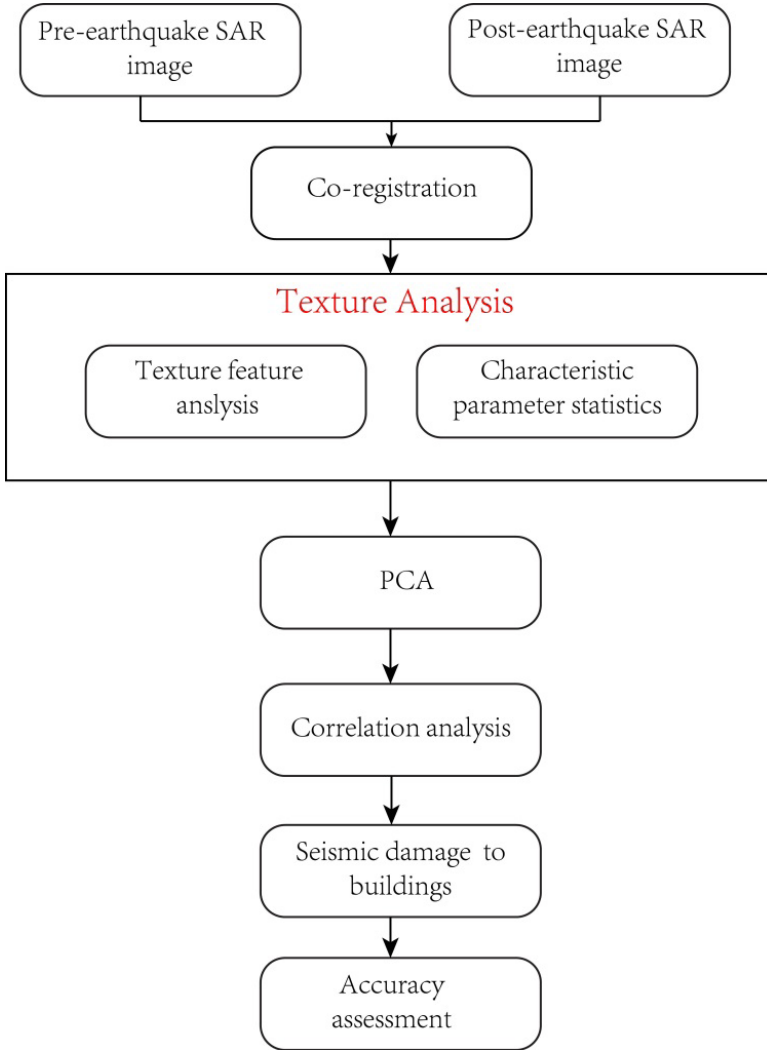 Pre-earthquake SAR
image
Post-earthquake SAR
image
Co-registration
Texture Analysis
Texture feature
anslysis
Characteristic
parameter statistics
PCA
Correlation analysis
Seismic damage to
buildings
Accuracy
assessment